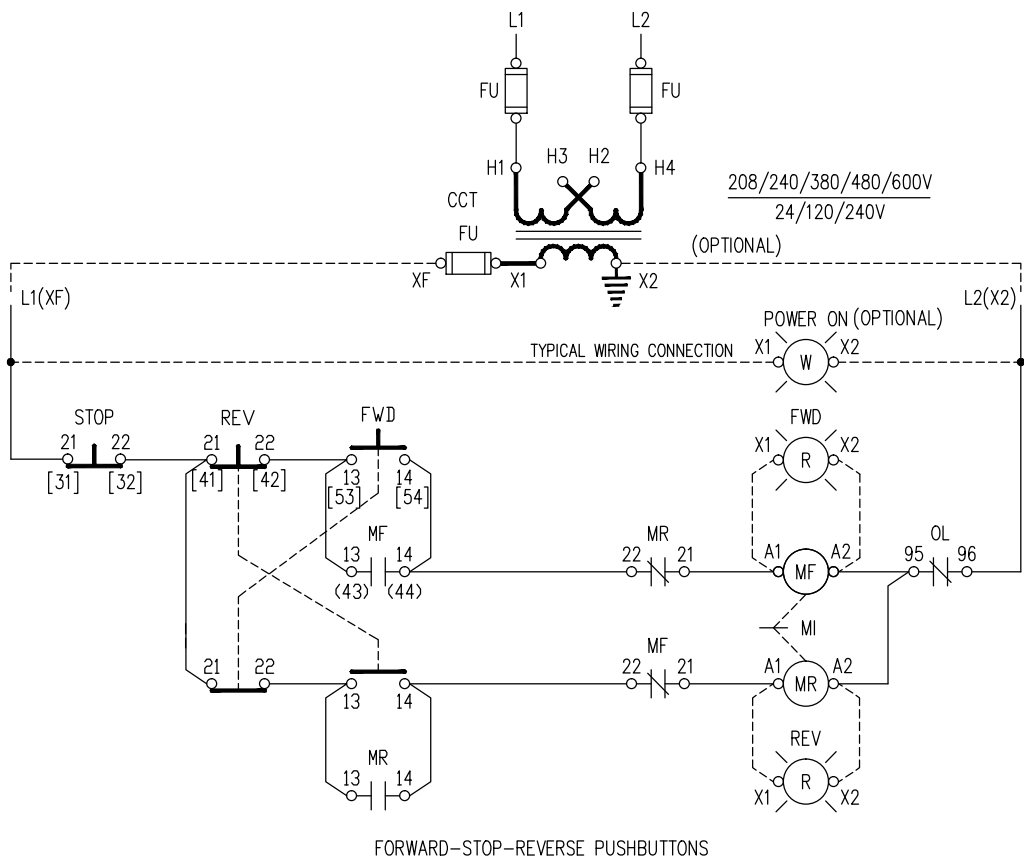 L1 L2
FU FU
H1 H3 H2 H4
208/240/380/480/600V
24/120/240V
CCT
FU
(OPTIONAL)
XF X1 X2
L1(XF) L2(X2)
POWER ON (OPTIONAL)
TYPICAL WIRING CONNECTION X1 W X2
STOP REV FWD FWD
21 22 21 22 X1 R X2
[31] [32] [41] [42] 13 14
[53] [54]
MF MR OL
13 14 22 21 A1 MF A2 95 96
(43) (44)
MI
MF
21 22 22 21 A1 MR A2
13 14
MR REV
13 14 R
X1 X2
FORWARD-STOP-REVERSE PUSHBUTTONS